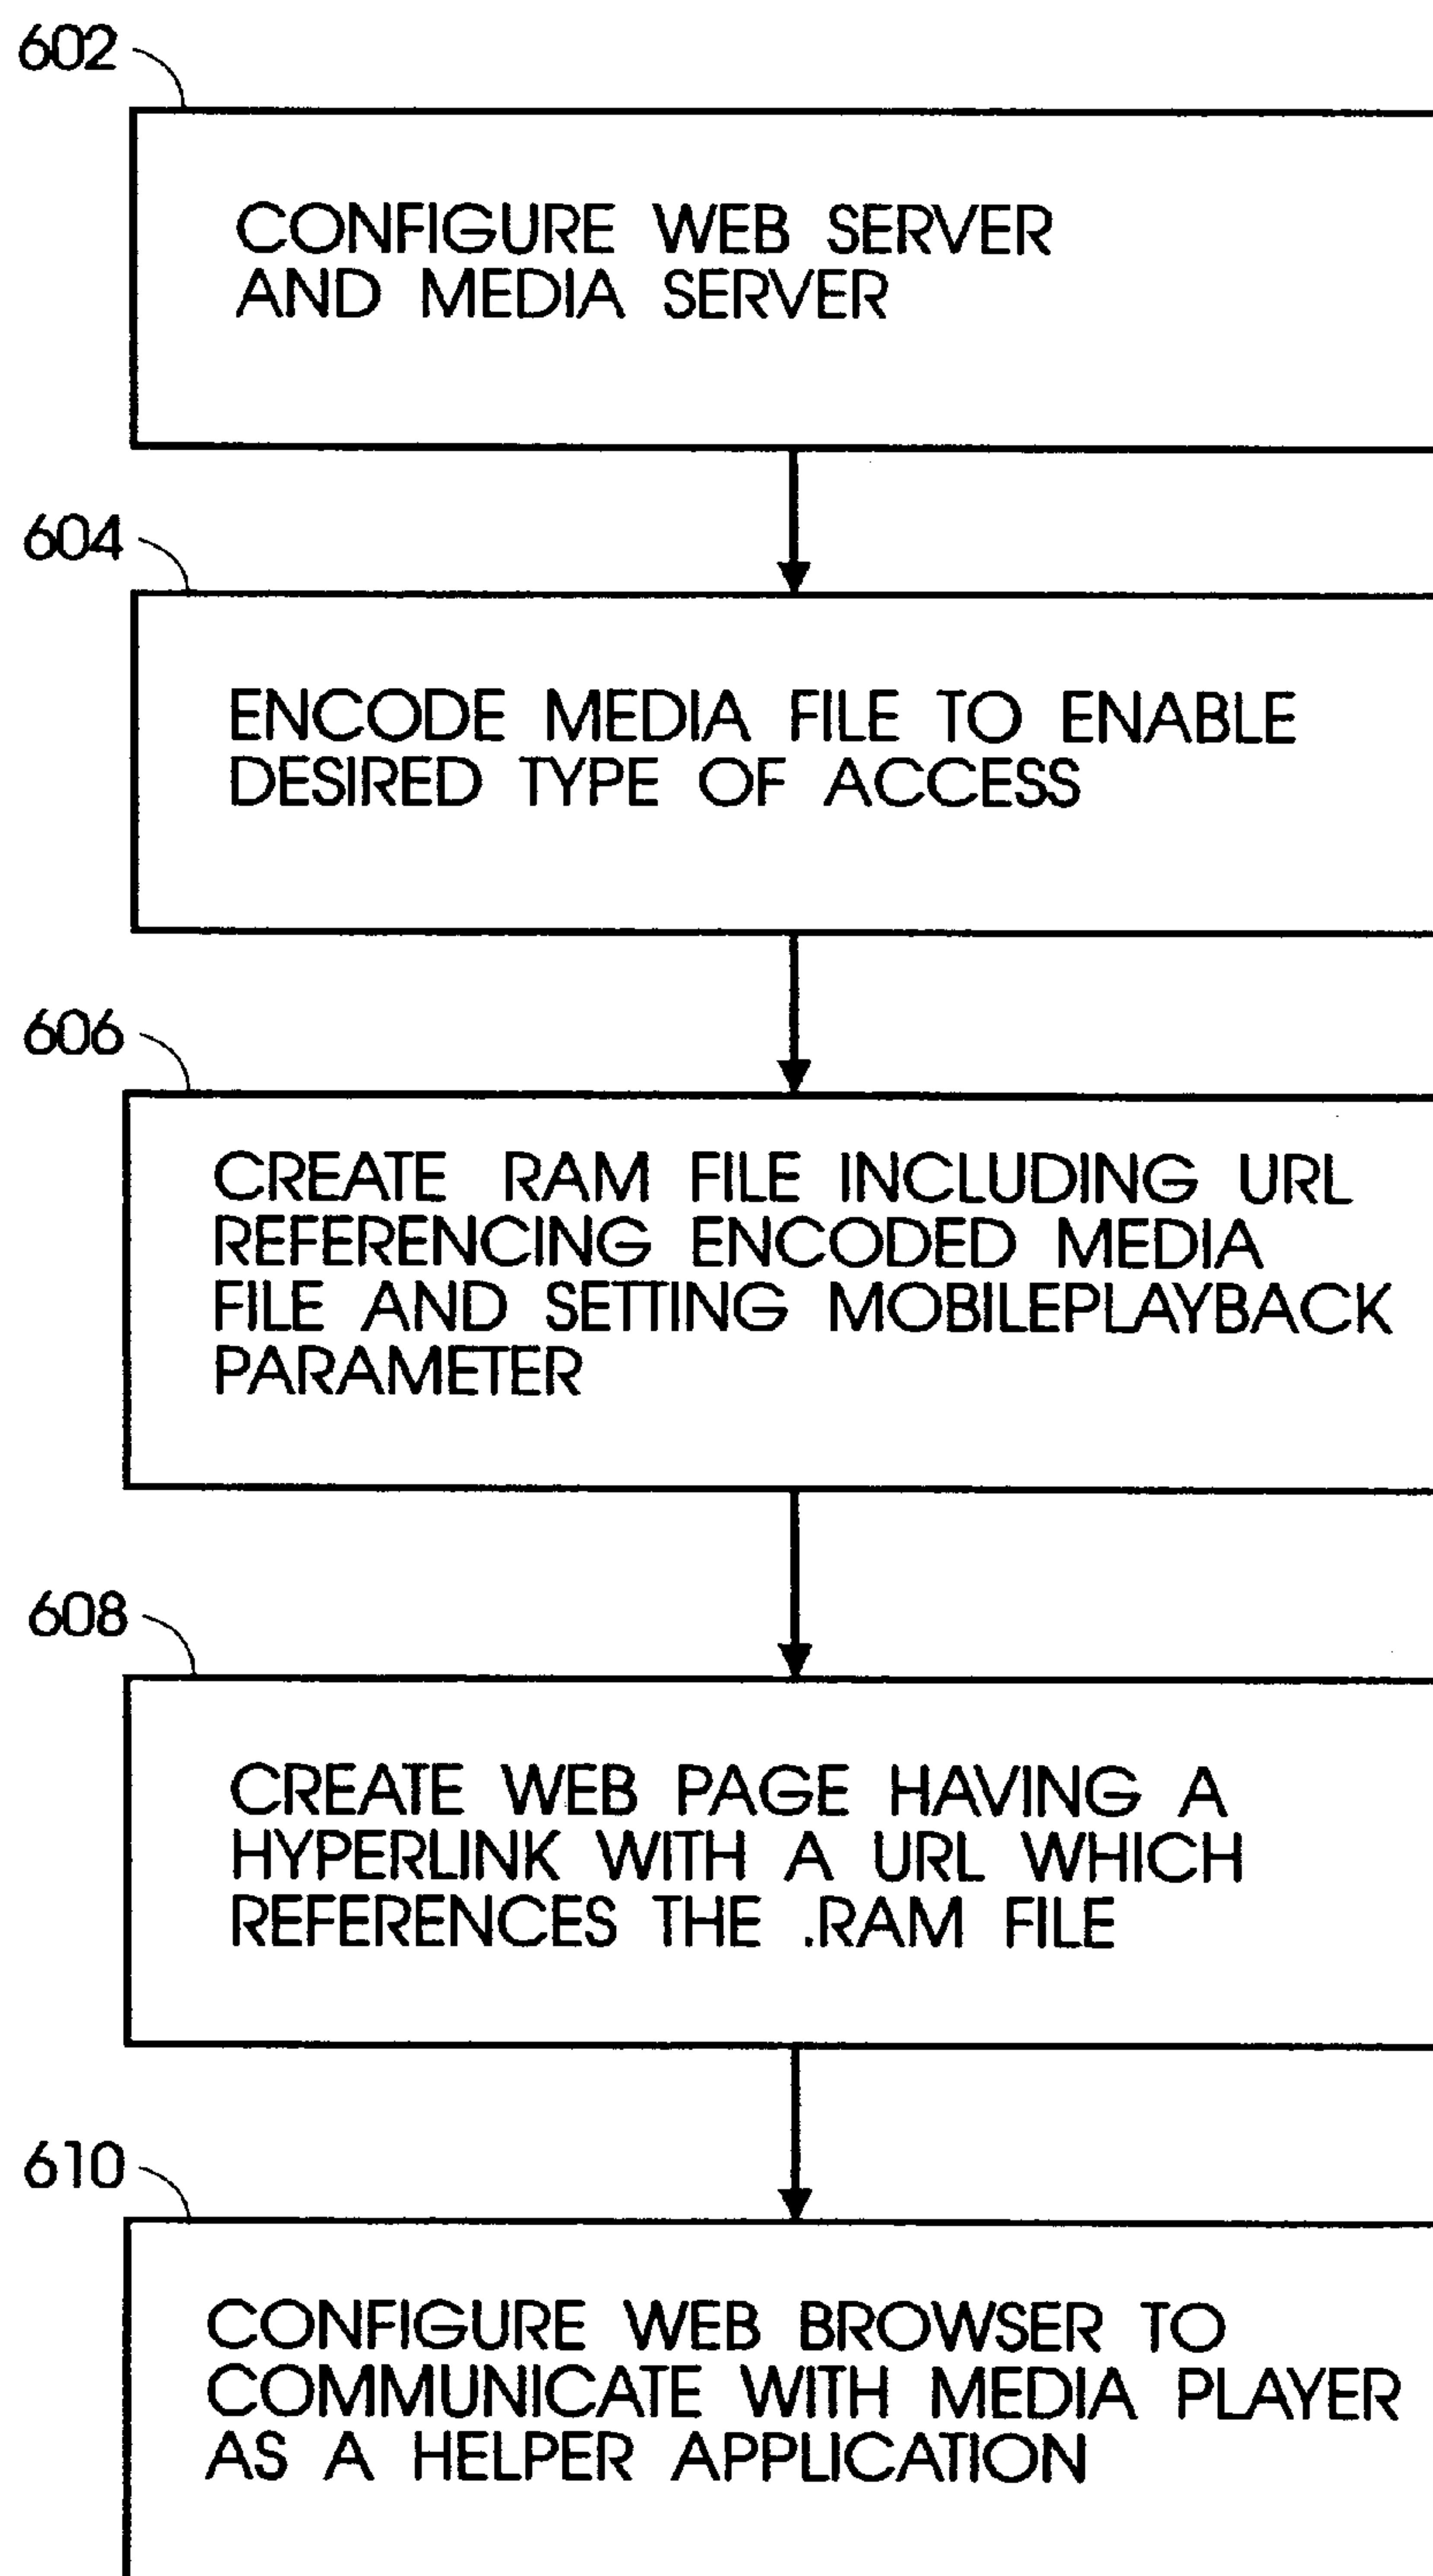 602
CONFIGURE WEB SERVER
AND MEDIA SERVER
604
ENCODE MEDIA FILE TO ENABLE
DESIRED TYPE OF ACCESS
606
CREATE RAM FILE INCLUDING URL
REFERENCING ENCODED MEDIA
FILE AND SETTING MOBILEPLAYBACK
PARAMETER
608
CREATE WEB PAGE HAVING A
HYPERLINK WITH A URL WHICH
REFERENCES THE .RAM FILE
610
CONFIGURE WEB BROWSER TO
COMMUNICATE WITH MEDIA PLAYER
AS A HELPER APPLICATION